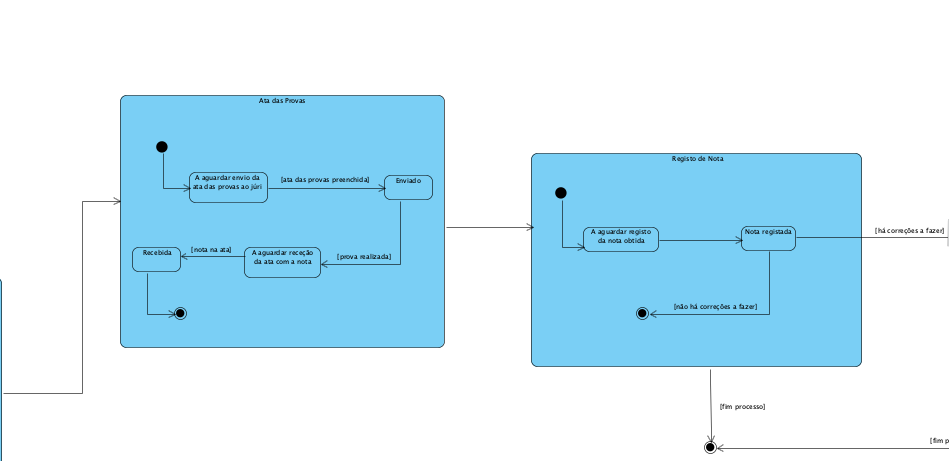 Ata das Provas
A aguardar envio da
ata das provas ao júri
[ata das provas preenchida]
Enviado
Recebida
[nota na ata]
A aguardar receção
da ata com a nota
[prova realizada]
Registo de Nota
A aguardar registo
da nota obtida
Nota registada
[há correções a fazer]
[não há correções a fazer]
[fim processo]
[fim p